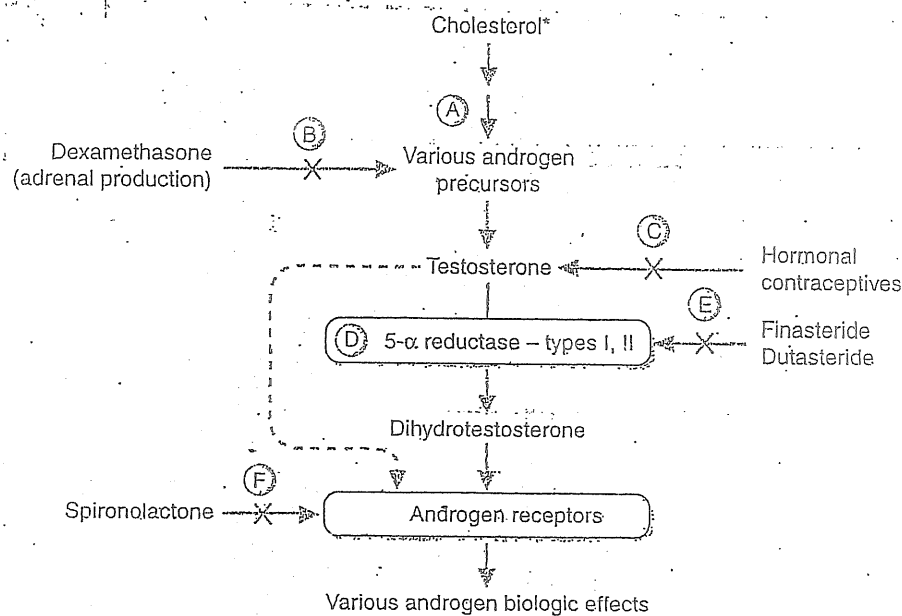 Cholesterol*
A
B
Dexamethasone
(adrenal production)
Various androgen
precursors
C
Testosterone
Hormonal
contraceptives
E
D 5-α reductase – types I, II
Finasteride
Dutasteride
Dihydrotestosterone
F
Spironolactone
Androgen receptors
Various androgen biologic effects